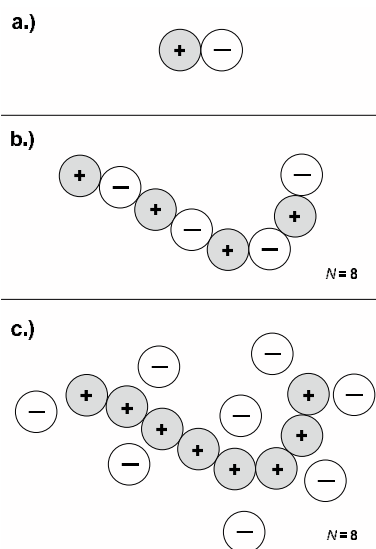 a.)
+ −
b.)
+ − + − + − + −
N = 8
c.)
− −
− + + − + −
+ + +
− + + −
−
N = 8